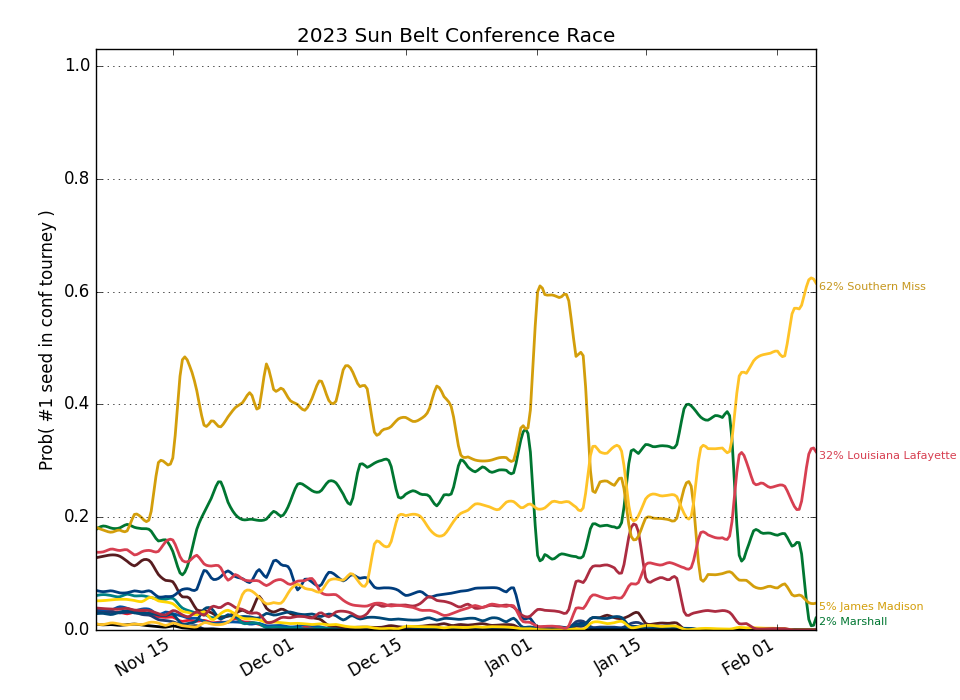 2023 Sun Belt Conference Race
Prob( #1 seed in conf tourney )
1.0
0.8
0.6
0.4
0.2
0.0
62% Southern Miss
32% Louisiana Lafayette
5% James Madison
2% Marshall
Nov 15
Dec 01
Dec 15
Jan 01
Jan 15
Feb 01